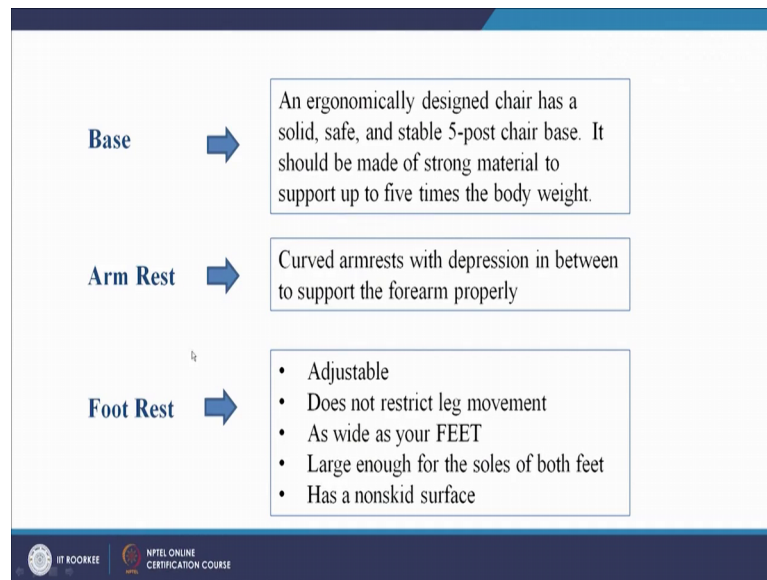 Base
An ergonomically designed chair has a
solid, safe, and stable 5-post chair base. It
should be made of strong material to
support up to five times the body weight.
Arm Rest
Curved armrests with depression in between
to support the forearm properly
Foot Rest
• Adjustable
• Does not restrict leg movement
• As wide as your FEET
• Large enough for the soles of both feet
• Has a nonskid surface
IIT ROORKEE
NPTEL ONLINE
CERTIFICATION COURSE